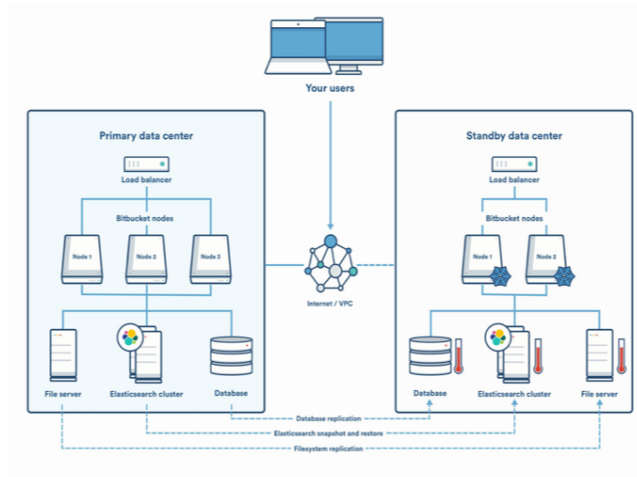 Your users
Primary data center
Load balancer
Bitbucket nodes
Node 1
Node 2
Node 3
File server
Elasticsearch cluster
Database
Internet / VPC
Standby data center
Load balancer
Bitbucket nodes
Node 1
Node 2
Database
Elasticsearch cluster
File server
Database replication
Elasticsearch snapshot and restore
Filesystem replication